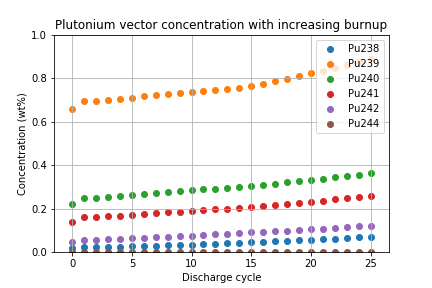 Plutonium vector concentration with increasing burnup
1.0
0.8
0.6
0.4
0.2
0.0
Concentration (wt%)
Pu238
Pu239
Pu240
Pu241
Pu242
Pu244
0 5 10 15 20 25
Discharge cycle